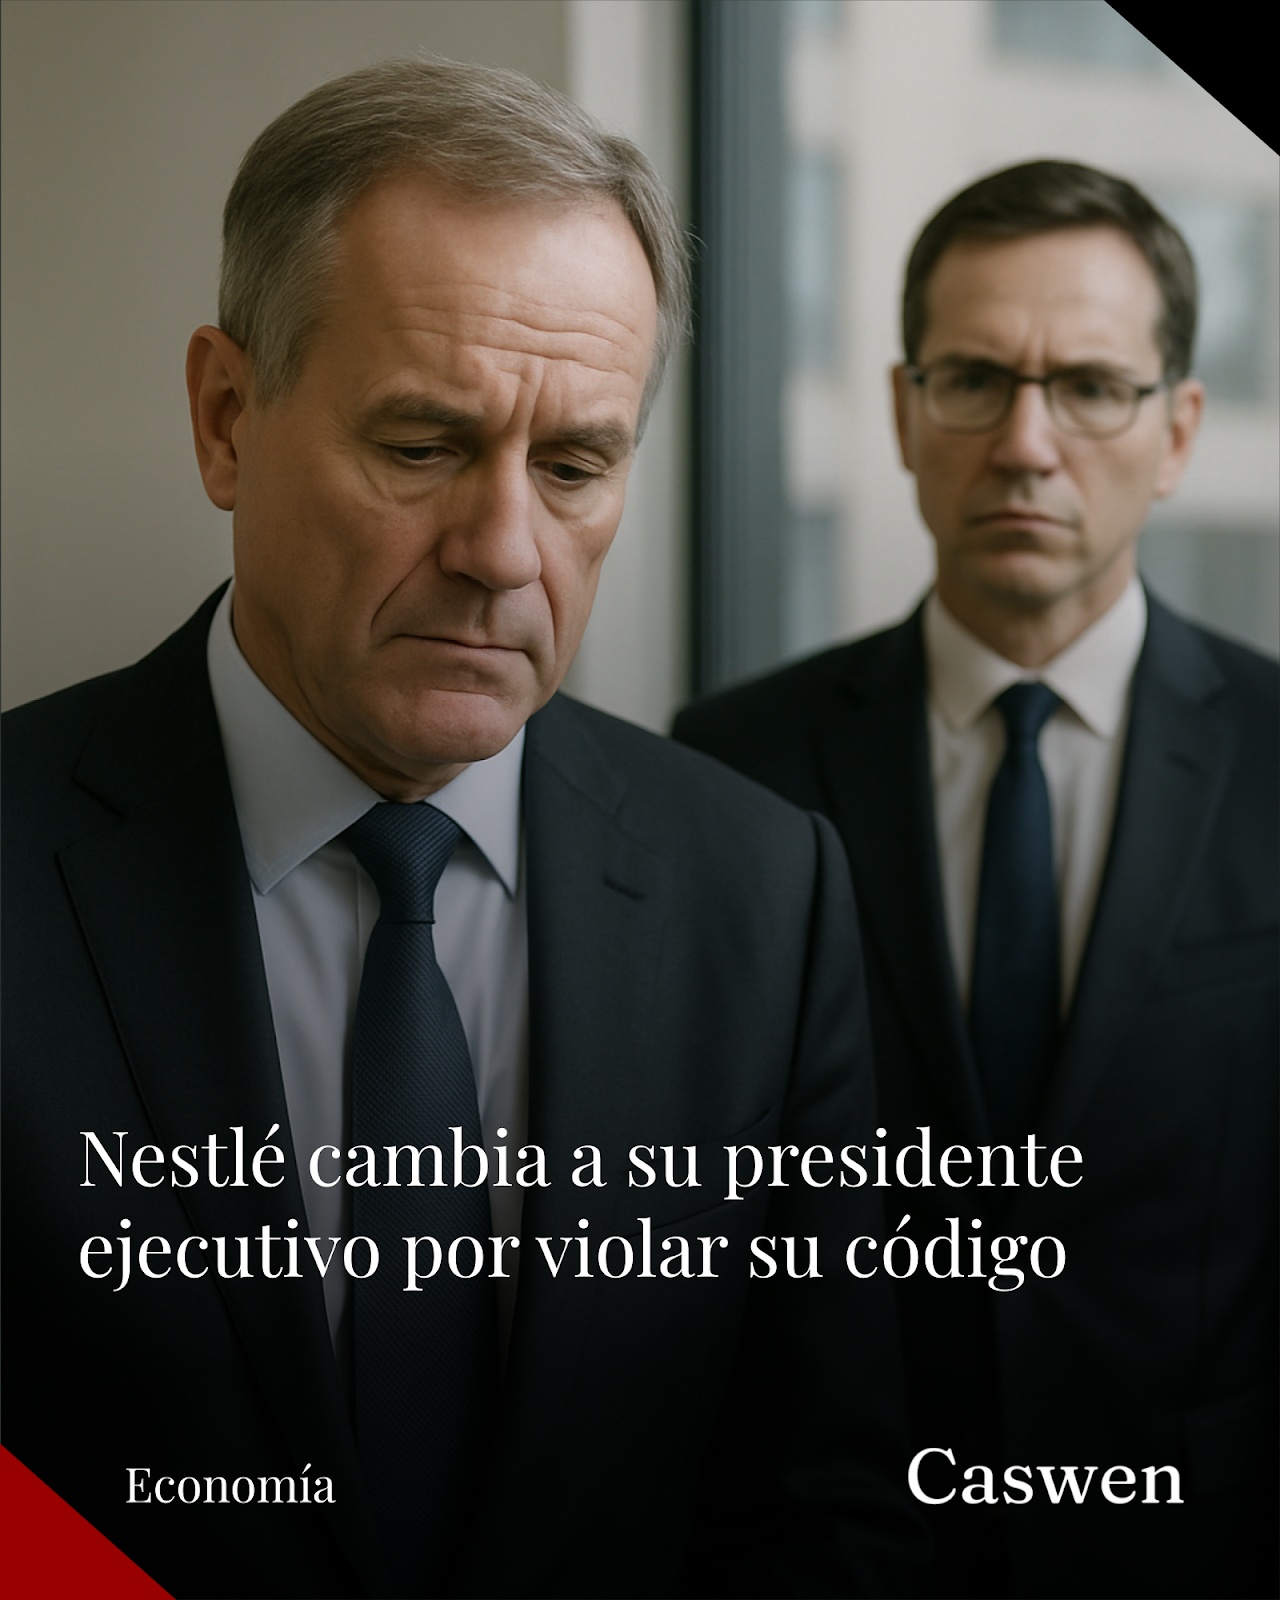 Nestlé cambia a su presidente
ejecutivo por violar su código
Economía
Caswen